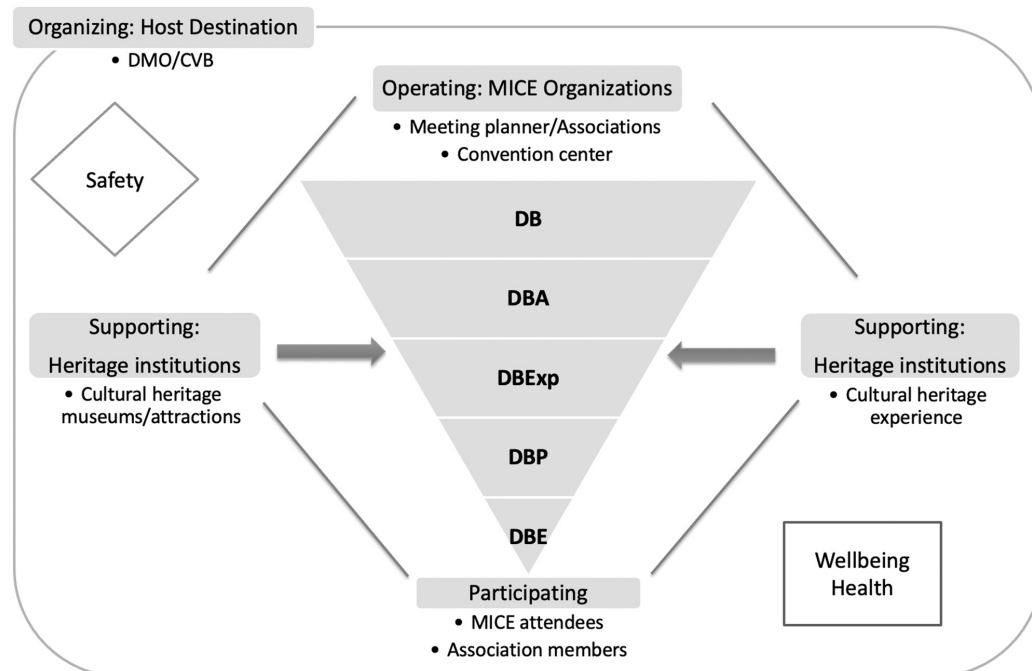 Organizing: Host Destination
• DMO/CVB
Operating: MICE Organizations
• Meeting planner/Associations
• Convention center
Safety
DB
DBA
Supporting:
Heritage institutions
• Cultural heritage
museums/attractions
DBExp
Supporting:
Heritage institutions
• Cultural heritage
experience
DBP
DBE
Wellbeing
Health
Participating
• MICE attendees
• Association members